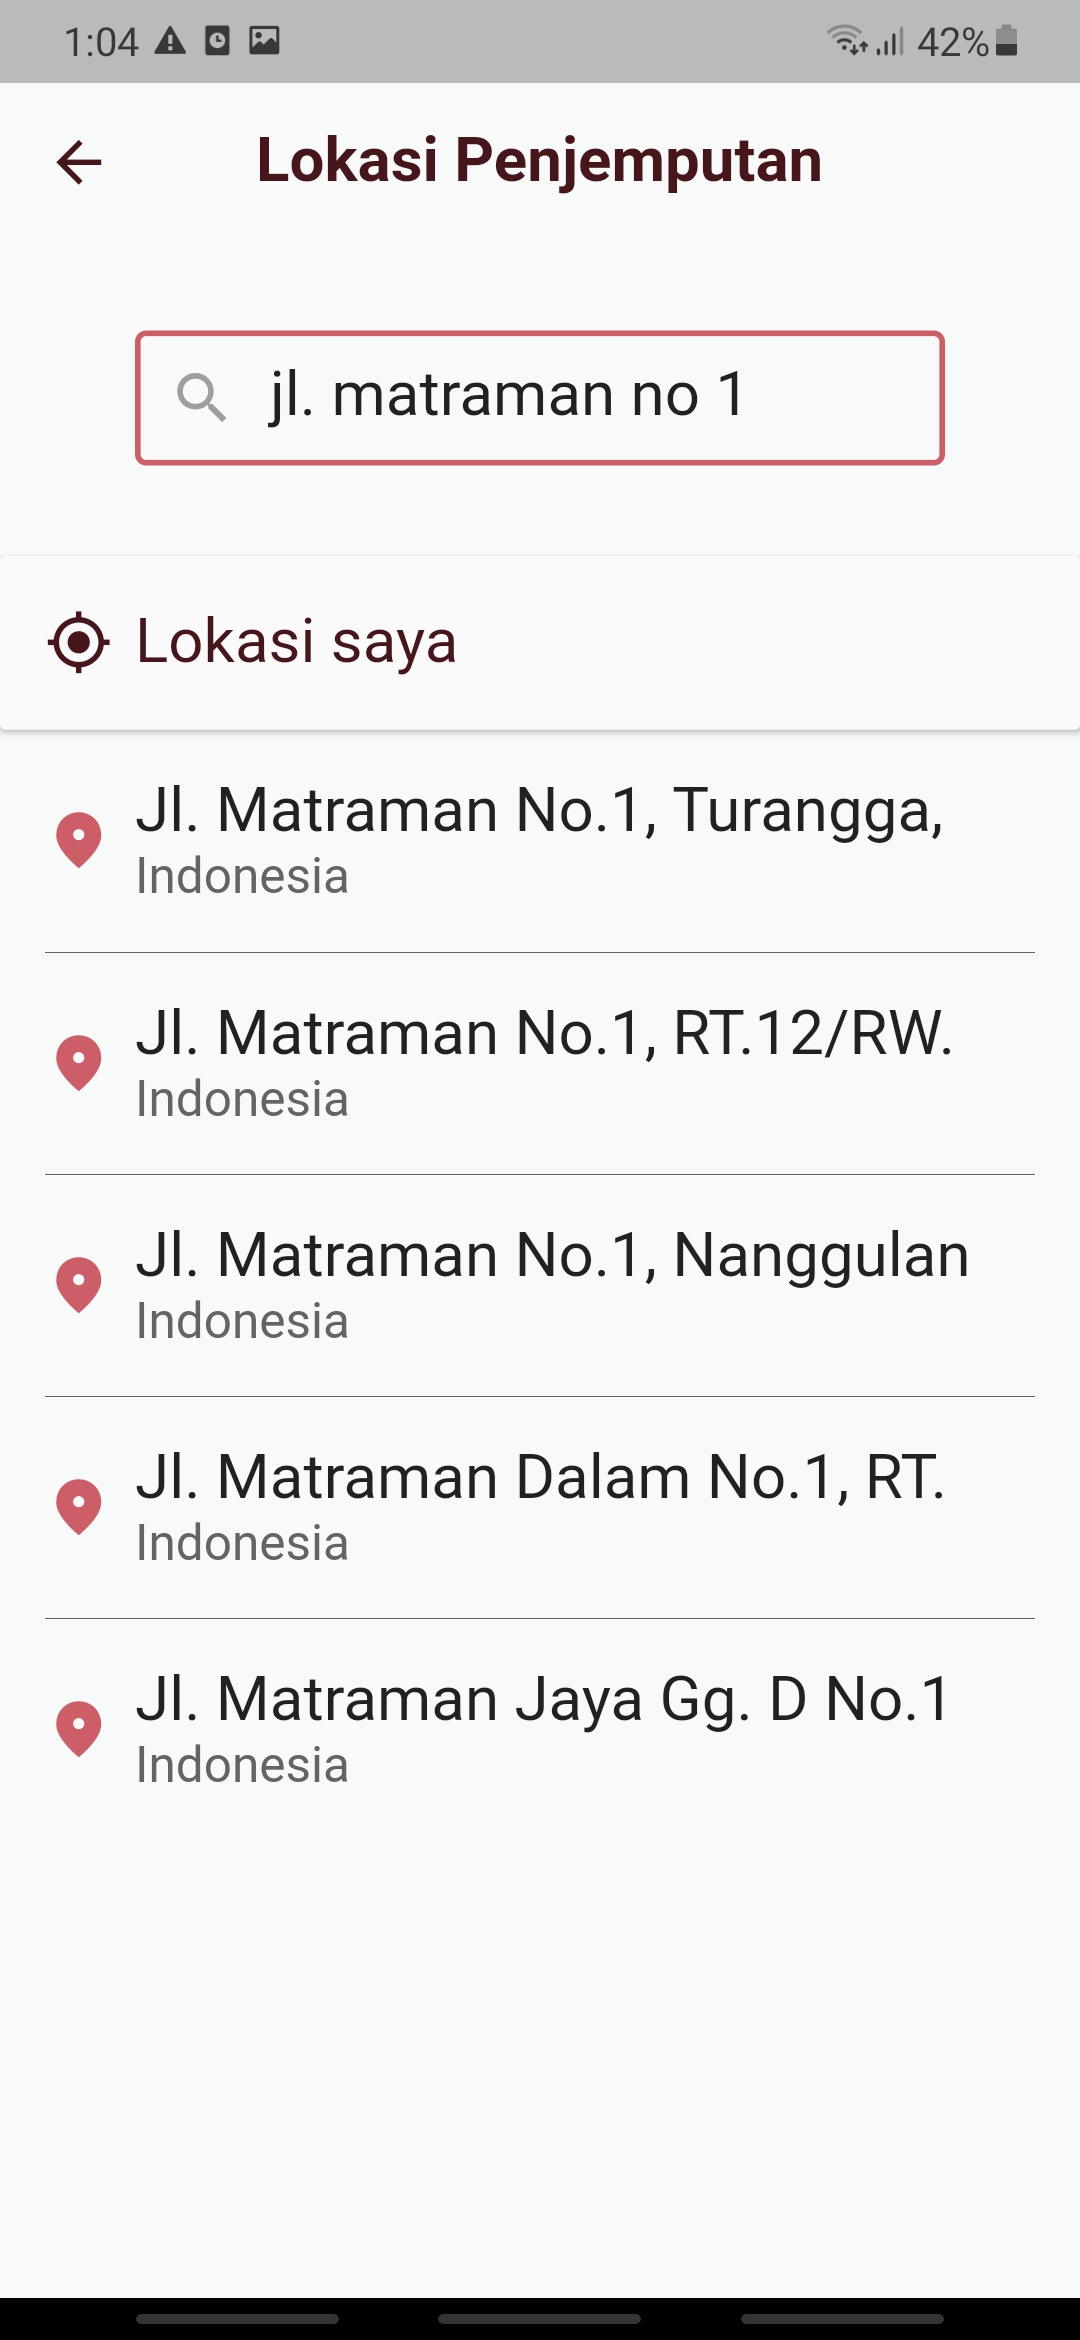 1:04
42%
Lokasi Penjemputan
jl. matraman no 1
Lokasi saya
Jl. Matraman No.1, Turangga,
Indonesia
Jl. Matraman No.1, RT.12/RW.
Indonesia
Jl. Matraman No.1, Nanggulan
Indonesia
Jl. Matraman Dalam No.1, RT.
Indonesia
Jl. Matraman Jaya Gg. D No.1
Indonesia